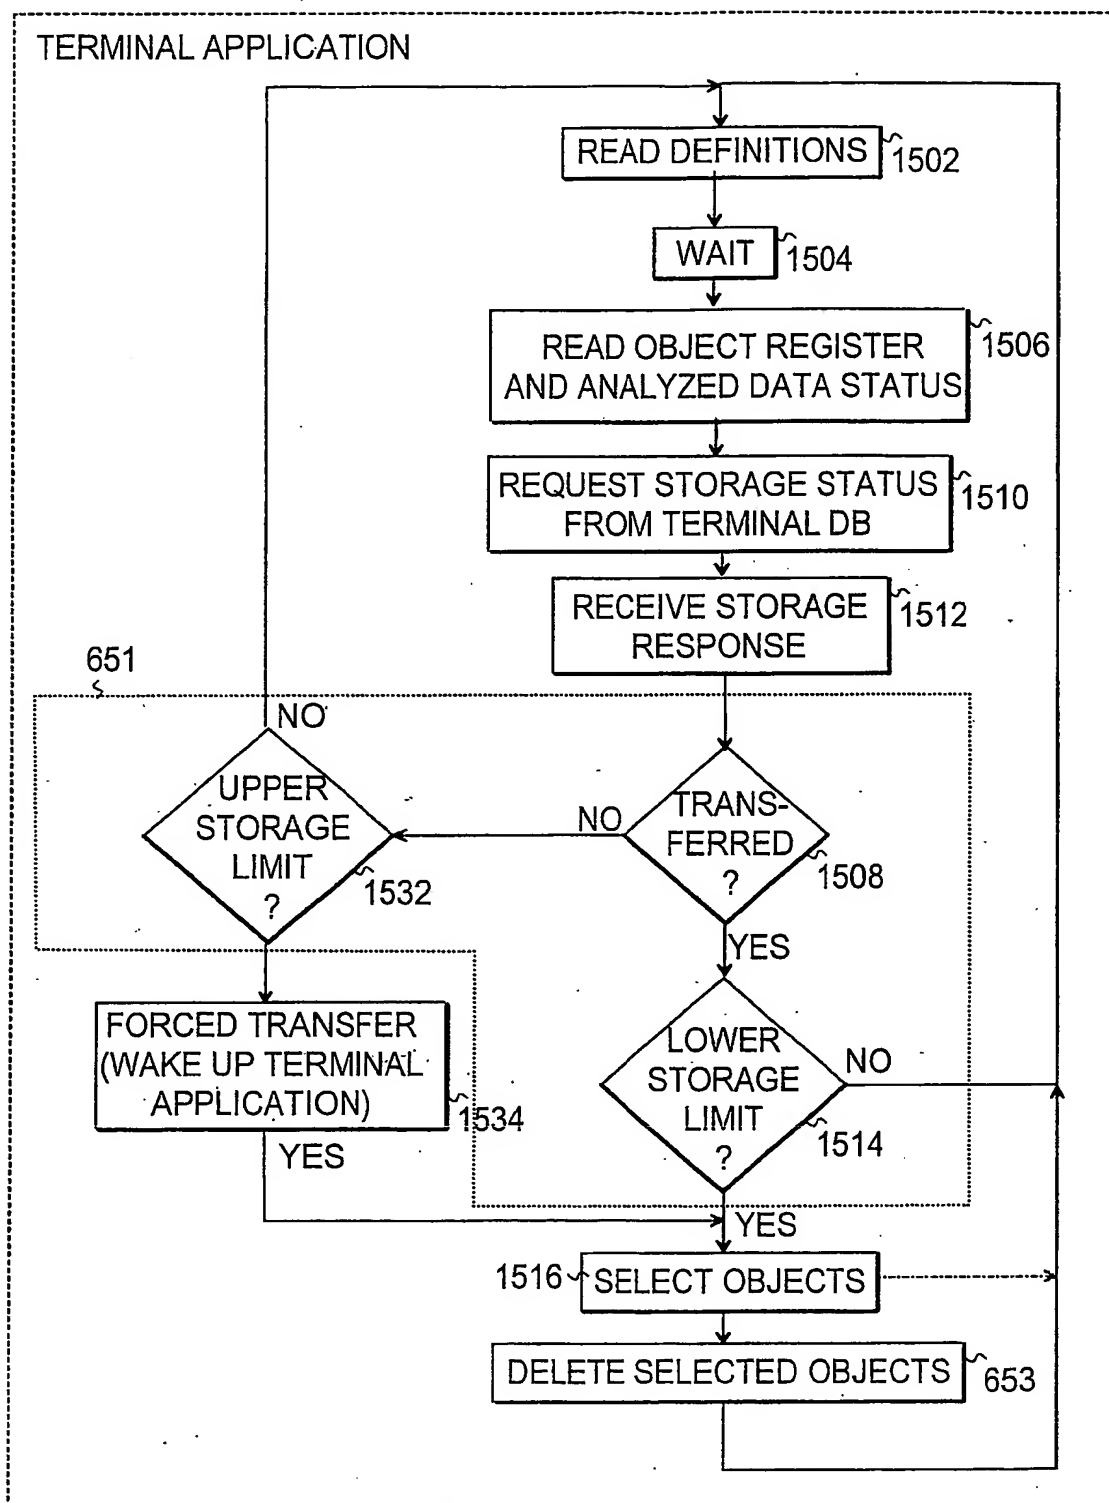 TERMINAL APPLICATION
READ DEFINITIONS
1502
WAIT
1504
READ OBJECT REGISTER
AND ANALYZED DATA STATUS
1506
REQUEST STORAGE STATUS
FROM TERMINAL DB
1510
RECEIVE STORAGE
RESPONSE
1512
651
NO
UPPER
STORAGE
LIMIT
?
1532
NO
TRANS-
FERRED
?
1508
YES
FORCED TRANSFER
(WAKE UP TERMINAL
APPLICATION)
1534
YES
LOWER
STORAGE
LIMIT
?
1514
NO
YES
1516
SELECT OBJECTS
DELETE SELECTED OBJECTS
653